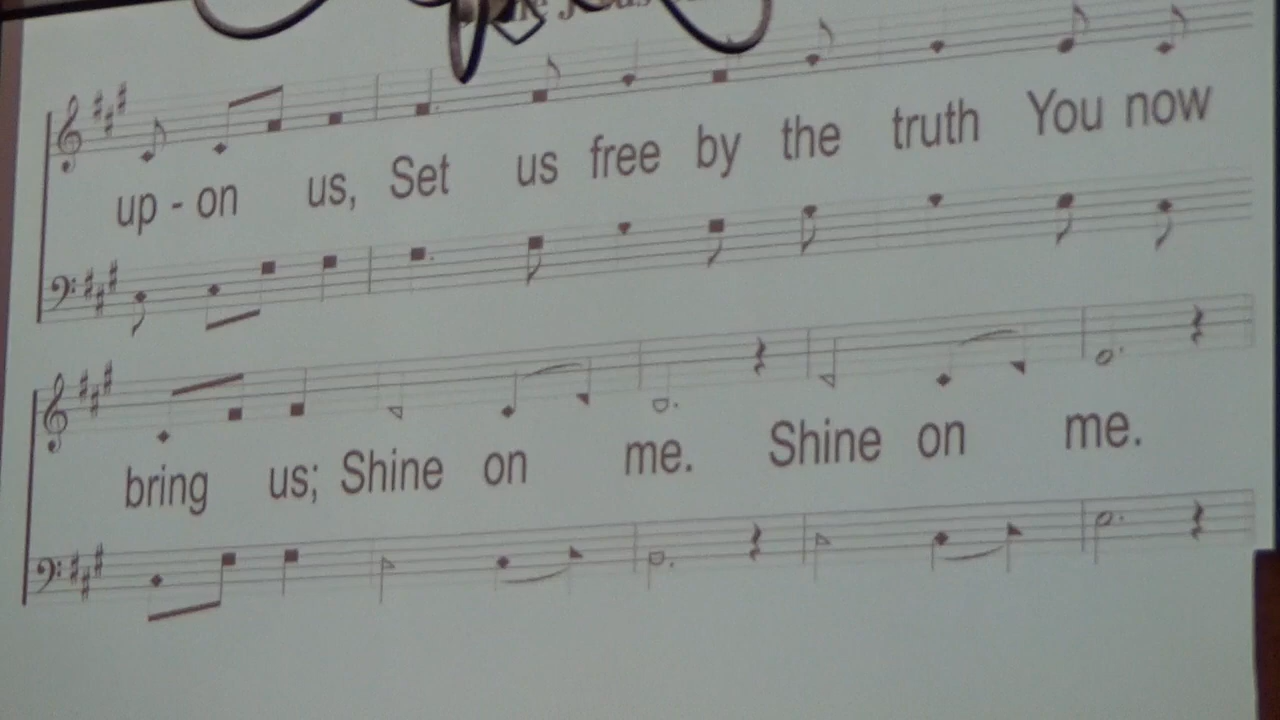 up - on us, Set us free by the truth You now
bring us; Shine on me. Shine on me.